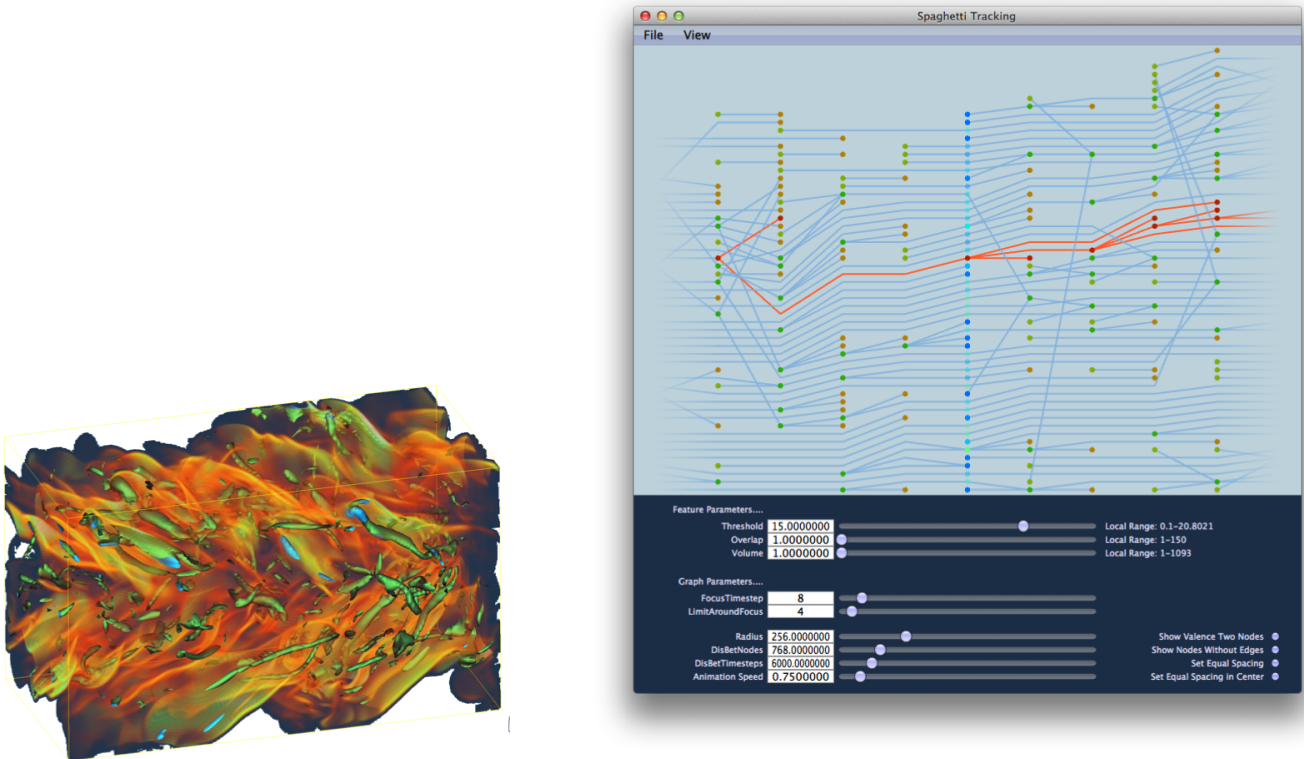 Spaghetti Tracking
File View
Feature Parameters....
Threshold 15.0000000 Local Range: 0.1-20.8021
Overlap 1.0000000 Local Range: 1-150
Volume 1.0000000 Local Range: 1-1093
Graph Parameters....
FocusTimestep 8
LimitAroundFocus 4
Radius 256.0000000 Show Valence Two Nodes
DisBetNodes 768.0000000 Show Nodes Without Edges
DisBetTimesteps 6000.0000000 Set Equal Spacing
Animation Speed 0.7500000 Set Equal Spacing in Center